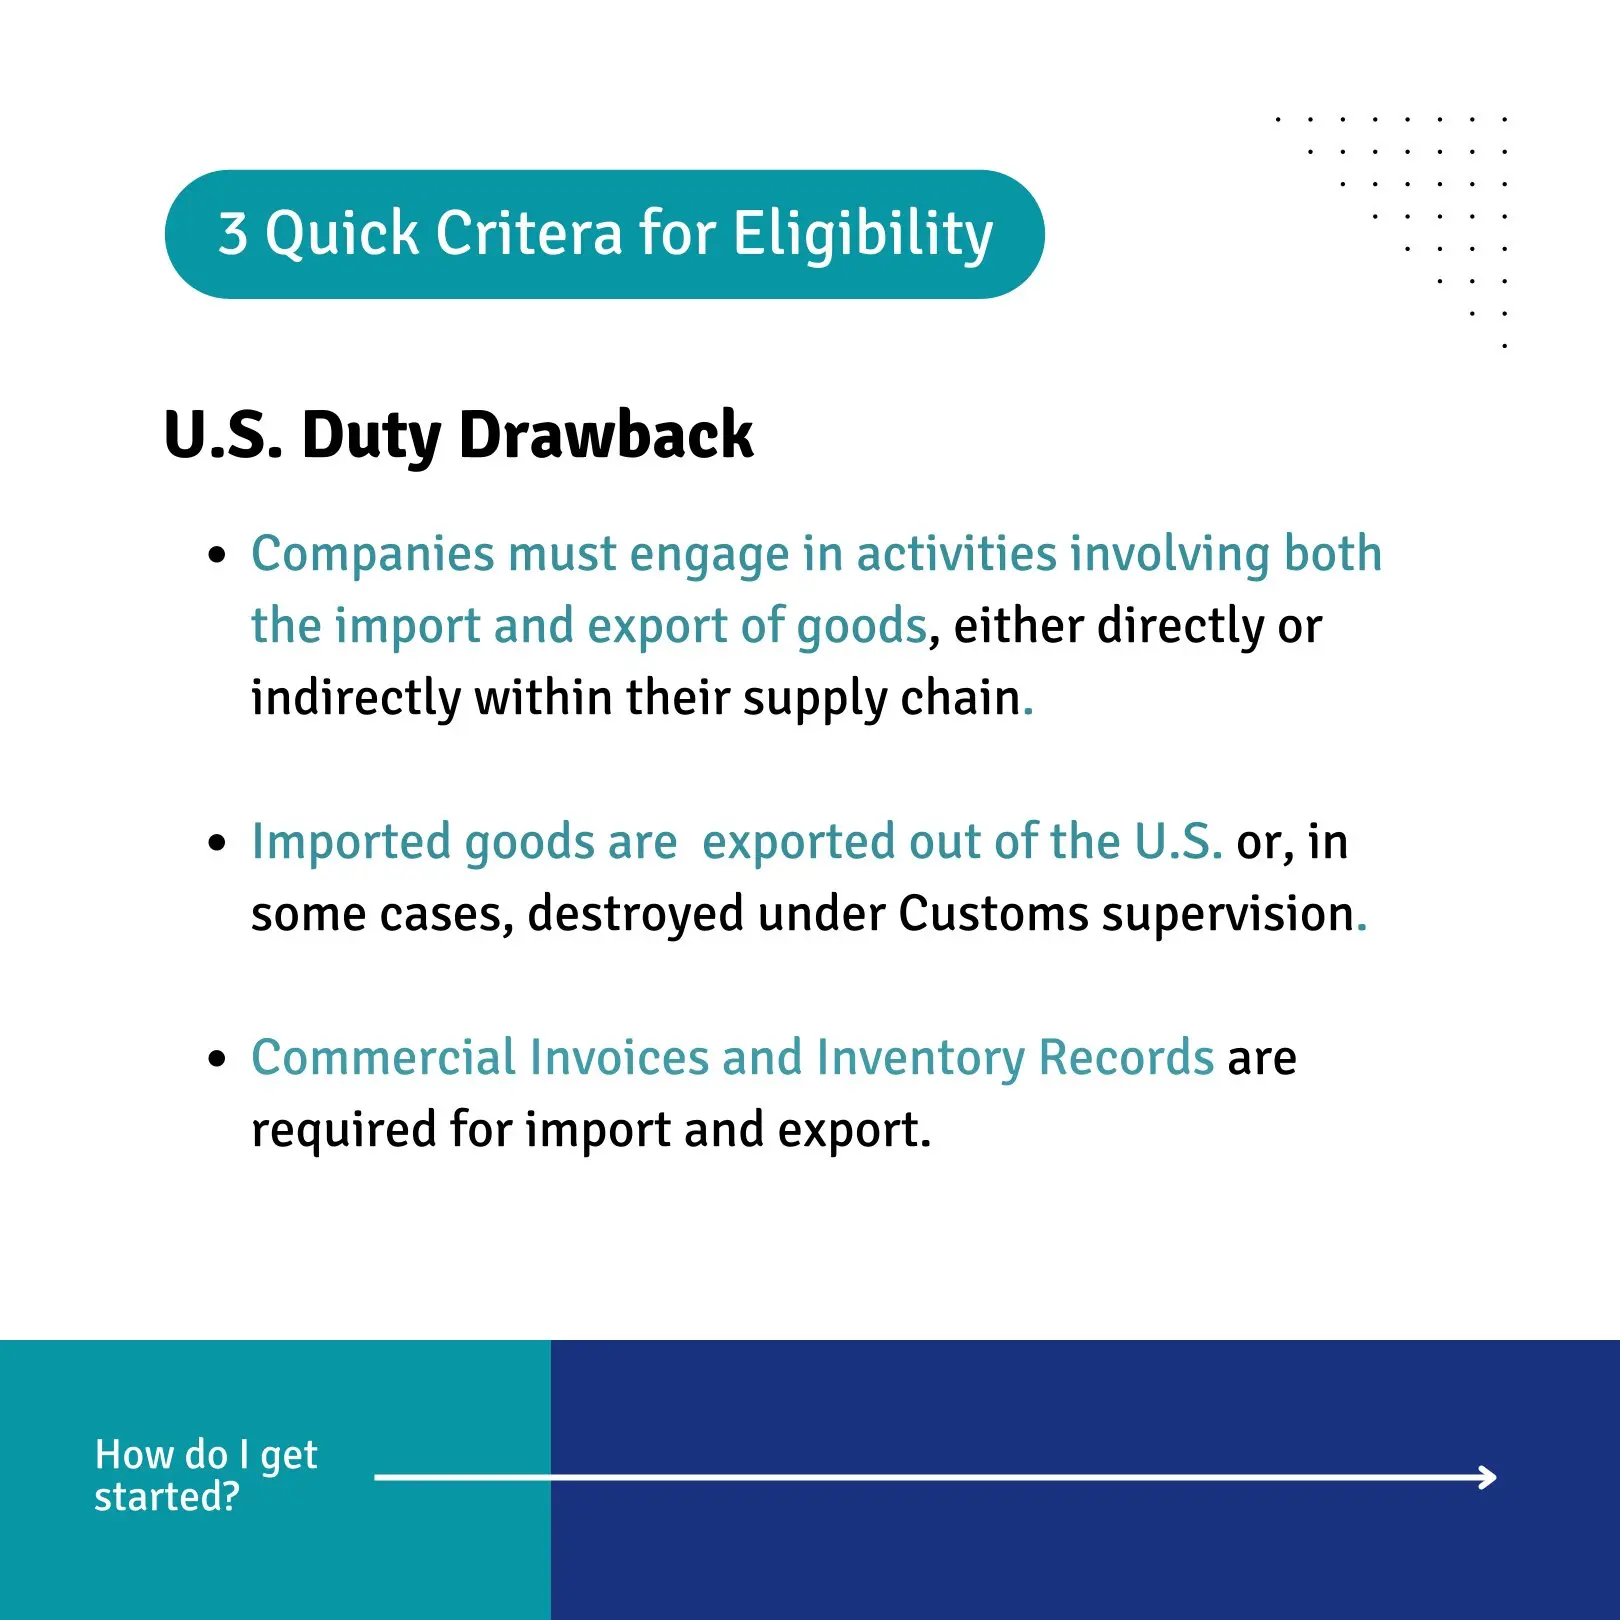 3 Quick Critera for Eligibility
U.S. Duty Drawback
• Companies must engage in activities involving both
the import and export of goods, either directly or
indirectly within their supply chain.
• Imported goods are  exported out of the U.S. or, in
some cases, destroyed under Customs supervision.
• Commercial Invoices and Inventory Records are
required for import and export.
How do I get
started?